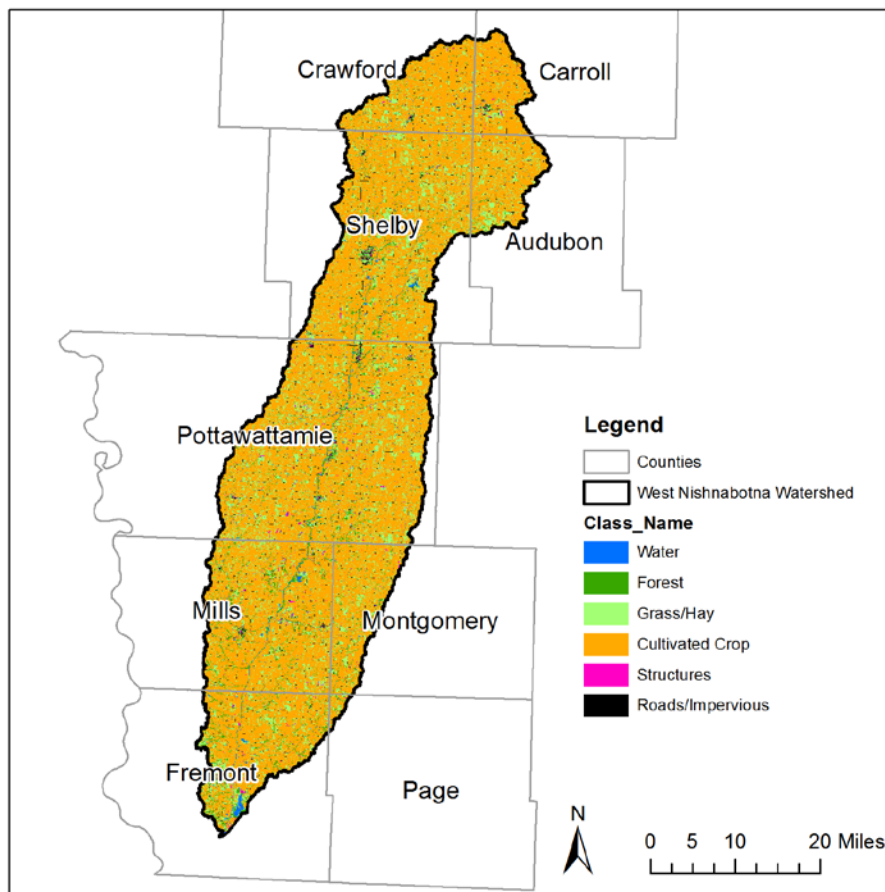 Crawford
Carroll
Shelby
Audubon
Pottawattamie
Mills
Montgomery
Fremont
Page
Legend
Counties
West Nishnabotna Watershed
Class_Name
Water
Forest
Grass/Hay
Cultivated Crop
Structures
Roads/Impervious
N
0 5 10 20 Miles